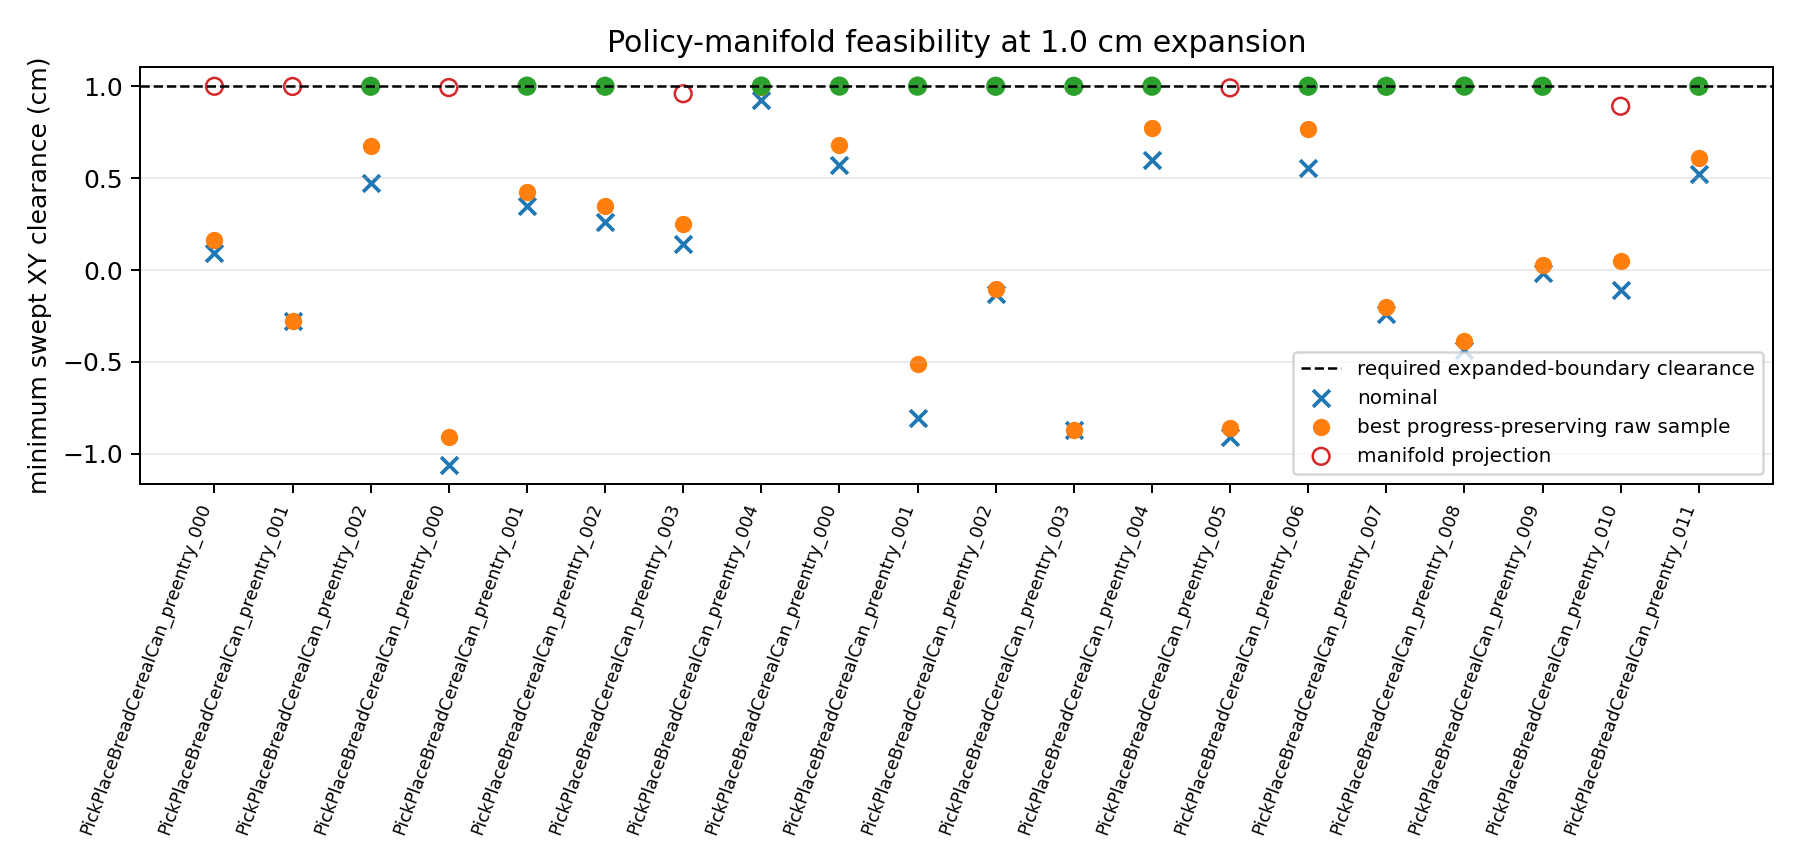 Policy-manifold feasibility at 1.0 cm expansion
minimum swept XY clearance (cm)
1.0
0.5
0.0
−0.5
−1.0
required expanded-boundary clearance
nominal
best progress-preserving raw sample
manifold projection
PickPlaceBreadCerealCan_preentry_000
PickPlaceBreadCerealCan_preentry_001
PickPlaceBreadCerealCan_preentry_002
PickPlaceBreadCerealCan_preentry_000
PickPlaceBreadCerealCan_preentry_001
PickPlaceBreadCerealCan_preentry_002
PickPlaceBreadCerealCan_preentry_003
PickPlaceBreadCerealCan_preentry_004
PickPlaceBreadCerealCan_preentry_000
PickPlaceBreadCerealCan_preentry_001
PickPlaceBreadCerealCan_preentry_002
PickPlaceBreadCerealCan_preentry_003
PickPlaceBreadCerealCan_preentry_004
PickPlaceBreadCerealCan_preentry_005
PickPlaceBreadCerealCan_preentry_006
PickPlaceBreadCerealCan_preentry_007
PickPlaceBreadCerealCan_preentry_008
PickPlaceBreadCerealCan_preentry_009
PickPlaceBreadCerealCan_preentry_010
PickPlaceBreadCerealCan_preentry_011